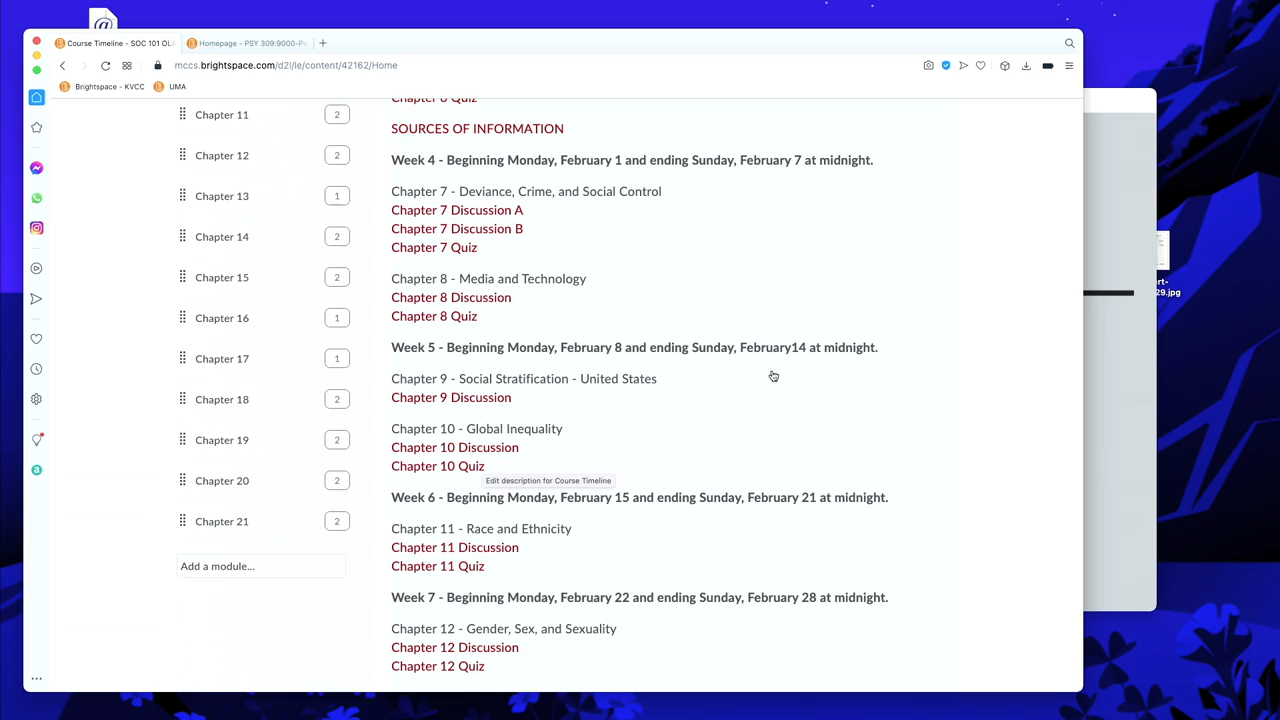 Course Timeline - SOC 101 OLA
Homepage - PSY 309:9000-Ps
mccs.brightspace.com/d2l/le/content/42162/Home
Brightspace - KVCC
UMA
Chapter 11 2
Chapter 12 2
Chapter 13 1
Chapter 14 2
Chapter 15 2
Chapter 16 1
Chapter 17 1
Chapter 18 2
Chapter 19 2
Chapter 20 2
Chapter 21 2
Add a module...
Quiz
SOURCES OF INFORMATION
Week 4 - Beginning Monday, February 1 and ending Sunday, February 7 at midnight.
Chapter 7 - Deviance, Crime, and Social Control
Chapter 7 Discussion A
Chapter 7 Discussion B
Chapter 7 Quiz
Chapter 8 - Media and Technology
Chapter 8 Discussion
Chapter 8 Quiz
Week 5 - Beginning Monday, February 8 and ending Sunday, February14 at midnight.
Chapter 9 - Social Stratification - United States
Chapter 9 Discussion
Chapter 10 - Global Inequality
Chapter 10 Discussion
Chapter 10 Quiz
Edit description for Course Timeline
Week 6 - Beginning Monday, February 15 and ending Sunday, February 21 at midnight.
Chapter 11 - Race and Ethnicity
Chapter 11 Discussion
Chapter 11 Quiz
Week 7 - Beginning Monday, February 22 and ending Sunday, February 28 at midnight.
Chapter 12 - Gender, Sex, and Sexuality
Chapter 12 Discussion
Chapter 12 Quiz
rt-
29.jpg